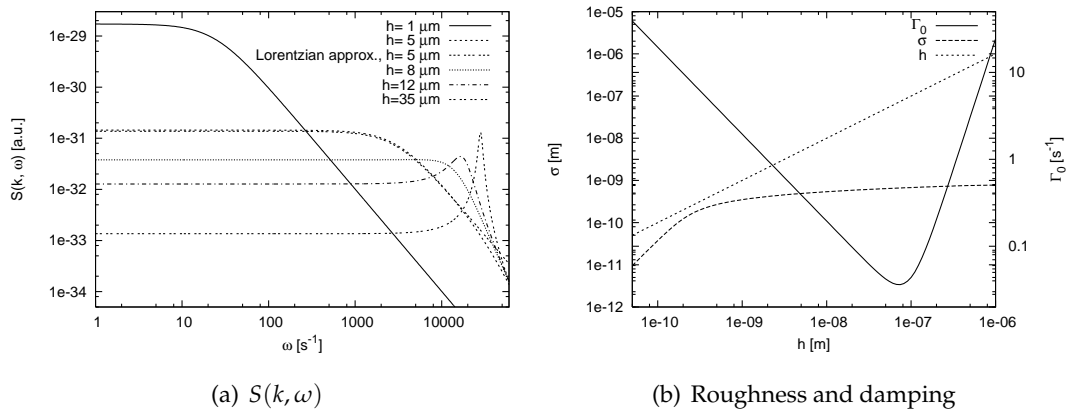 S(k, ω) [a.u.]
1e-29
1e-30
1e-31
1e-32
1e-33
1e-34
h= 1 μm
h= 5 μm
Lorentzian approx., h= 5 μm
h= 8 μm
h=12 μm
h=35 μm
1
10
100
1000
10000
ω [s⁻¹]
(a) S(k, ω)
σ [m]
1e-05
1e-06
1e-07
1e-08
1e-09
1e-10
1e-11
1e-12
Γ₀
σ
h
10
1
0.1
Γ₀ [s⁻¹]
1e-10
1e-09
1e-08
1e-07
1e-06
h [m]
(b) Roughness and damping